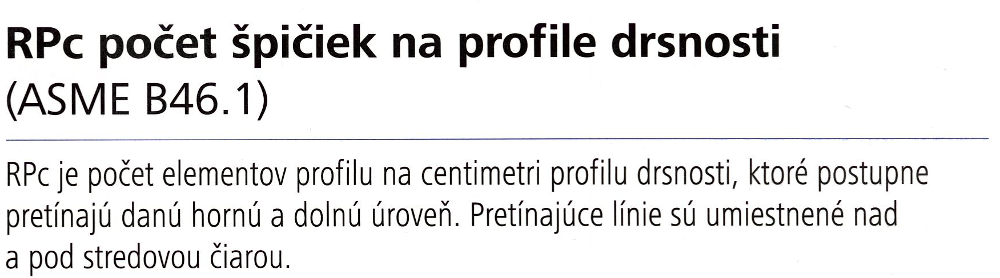 RPc počet špičiek na profile drsnosti
(ASME B46.1)
RPc je počet elementov profilu na centimetri profilu drsnosti, ktoré postupne
pretínajú danú hornú a dolnú úroveň. Pretínajúce línie sú umiestnené nad
a pod stredovou čiarou.